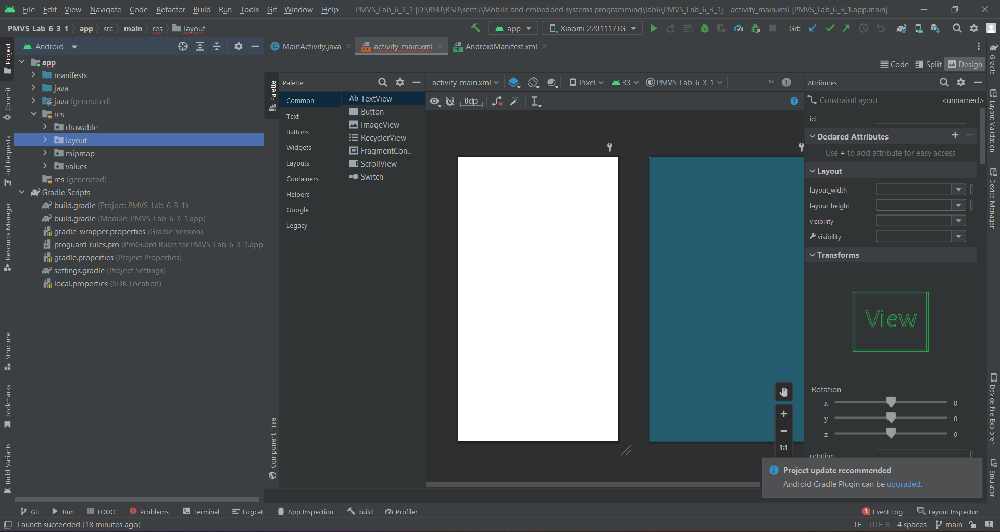 File Edit View Navigate Code Refactor Build Run Tools Git Window Help PMVS_Lab_6_3_1 [D:\BSU\BSU\sem5\Mobile and embedded systems programming\lab6\PMVS_Lab_6_3_1] - activity_main.xml [PMVS_Lab_6_3_1.app.main]
PMVS_Lab_6_3_1 app src main res layout app Xiaomi 2201117TG Git:
Android MainActivity.java activity_main.xml AndroidManifest.xml
Code Split Design
app
manifests
java
java (generated)
res
drawable
layout
mipmap
values
res (generated)
Gradle Scripts
build.gradle (Project: PMVS_Lab_6_3_1)
build.gradle (Module: PMVS_Lab_6_3_1.app)
gradle-wrapper.properties (Gradle Version)
proguard-rules.pro (ProGuard Rules for PMVS_Lab_6_3_1.app
gradle.properties (Project Properties)
settings.gradle (Project Settings)
local.properties (SDK Location)
Project
Commit
Pull Requests
Resource Manager
Structure
Bookmarks
Build Variants
Palette
Component Tree
Palette
Common
Text
Buttons
Widgets
Layouts
Containers
Helpers
Google
Legacy
Ab TextView
Button
ImageView
RecyclerView
FragmentCon...
ScrollView
Switch
activity_main.xml Pixel 33 PMVS_Lab_6_3_1
0dp
1:1
Attributes
ConstraintLayout <unnamed>
id
Declared Attributes
Use + to add attribute for easy access
Layout
layout_width
layout_height
visibility
visibility
Transforms
View
Rotation
x 0
y 0
z 0
rotation
Project update recommended
Android Gradle Plugin can be upgraded.
Gradle
Layout Validation
Device Manager
Device File Explorer
Emulator
Git Run TODO Problems Terminal Logcat App Inspection Build Profiler 3 Event Log Layout Inspector
Launch succeeded (18 minutes ago) LF UTF-8 4 spaces main